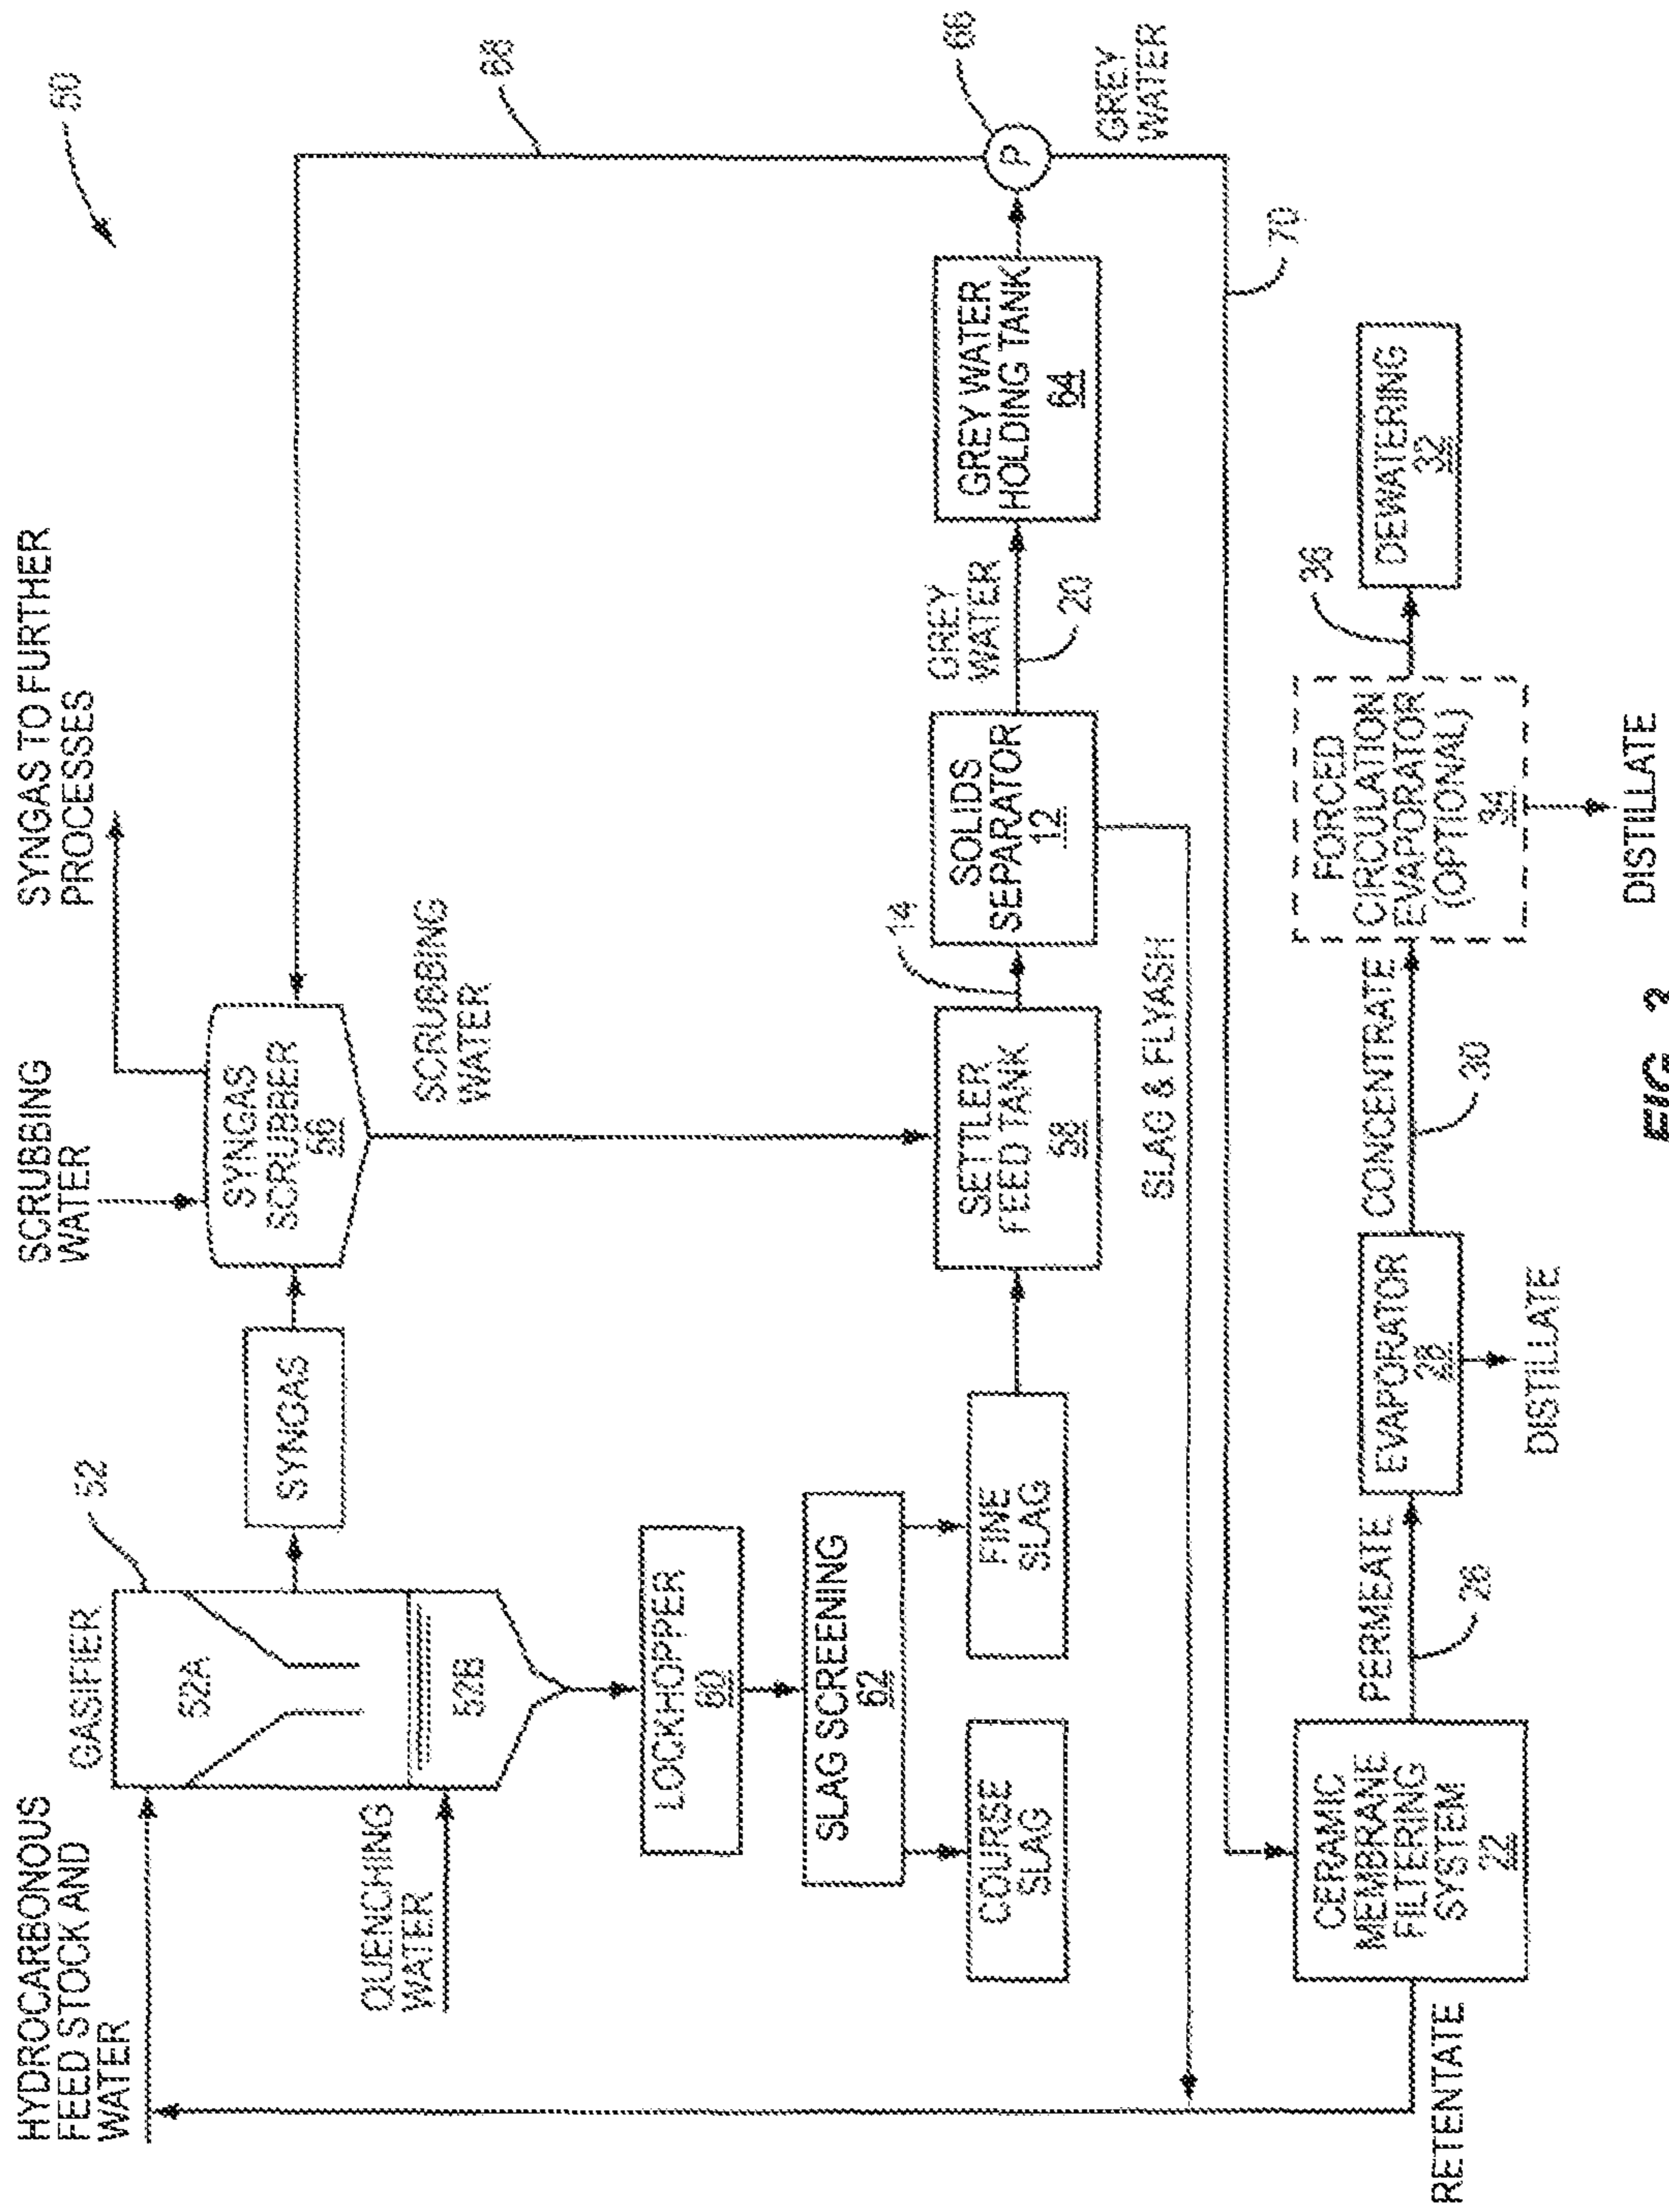 50
HYDROCARBONOUS
FEED STOCK AND
WATER
GASIFIER
52
52A
52B
QUENCHING
WATER
SYNGAS
SCRUBBING
WATER
SYNGAS TO FURTHER
PROCESSES
SYNGAS
SCRUBBER
56
68
SCRUBBING
WATER
LOCKHOPPER
60
SLAG SCREENING
62
COURSE
SLAG
FINE
SLAG
SETTLER
FEED TANK
58
14
SOLIDS
SEPARATOR
12
GREY
WATER
20
GREY WATER
HOLDING TANK
64
P
66
GREY
WATER
SLAG & FLYASH
70
RETENTATE
CERAMIC
MEMBRANE
FILTERING
SYSTEM
22
PERMEATE
26
EVAPORATOR
28
DISTILLATE
CONCENTRATE
30
FORCED
CIRCULATION
EVAPORATOR
(OPTIONAL)
34
DISTILLATE
36
DEWATERING
32
FIG.